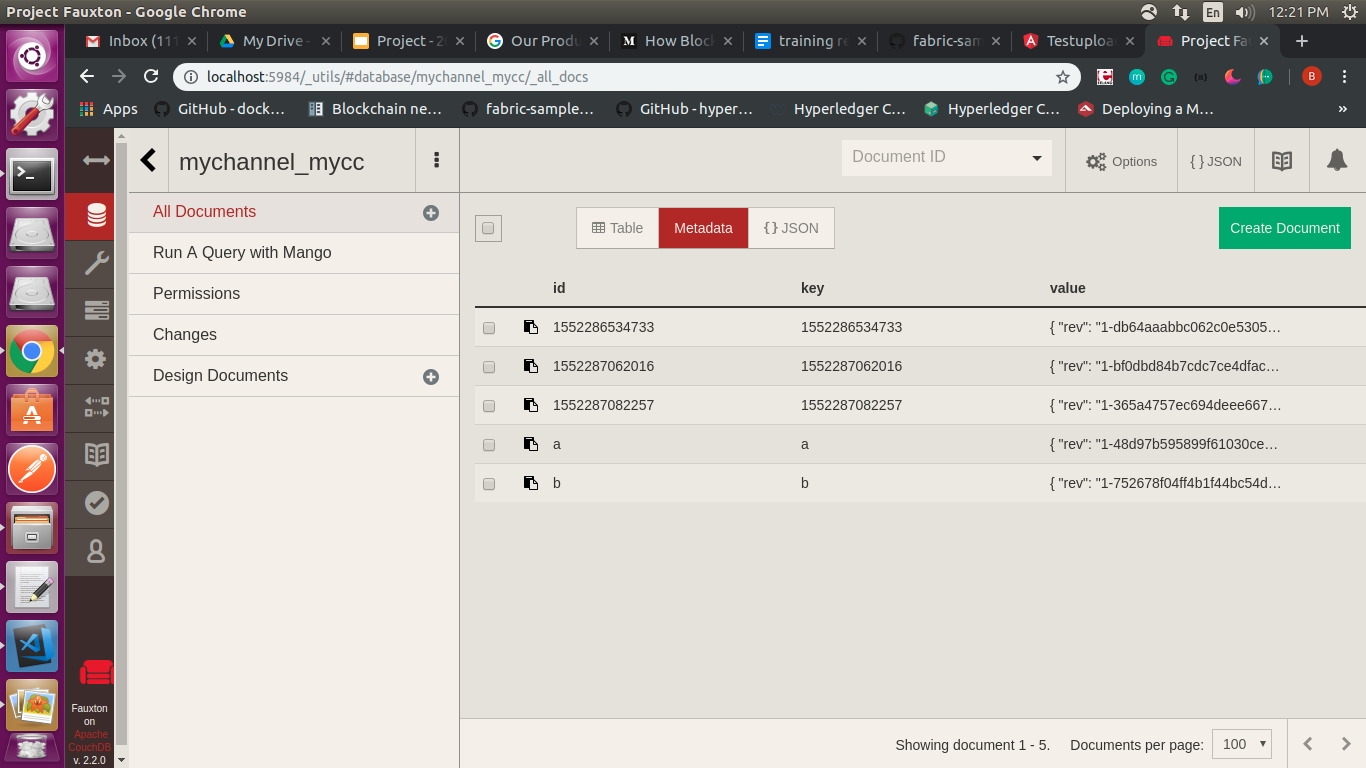 Project Fauxton - Google Chrome
En
12:21 PM
Inbox (111
My Drive -
Project - 2
Our Produ
How Block
training re
fabric-sam
Testuploa
Project Fa
localhost:5984/_utils/#database/mychannel_mycc/_all_docs
B
Apps
GitHub - dock...
Blockchain ne...
fabric-sample...
GitHub - hyper...
Hyperledger C...
Hyperledger C...
Deploying a M...
»
mychannel_mycc
Document ID
Options
{ } JSON
All Documents
Run A Query with Mango
Permissions
Changes
Design Documents
Table
Metadata
{ } JSON
Create Document
id key value
1552286534733 1552286534733 { "rev": "1-db64aaabbc062c0e5305...
1552287062016 1552287062016 { "rev": "1-bf0dbd84b7cdc7ce4dfac...
1552287082257 1552287082257 { "rev": "1-365a4757ec694deee667...
a a { "rev": "1-48d97b595899f61030ce...
b b { "rev": "1-752678f04ff4b1f44bc54d...
Fauxton
on
Apache
CouchDB
v. 2.2.0
Showing document 1 - 5.
Documents per page:
100